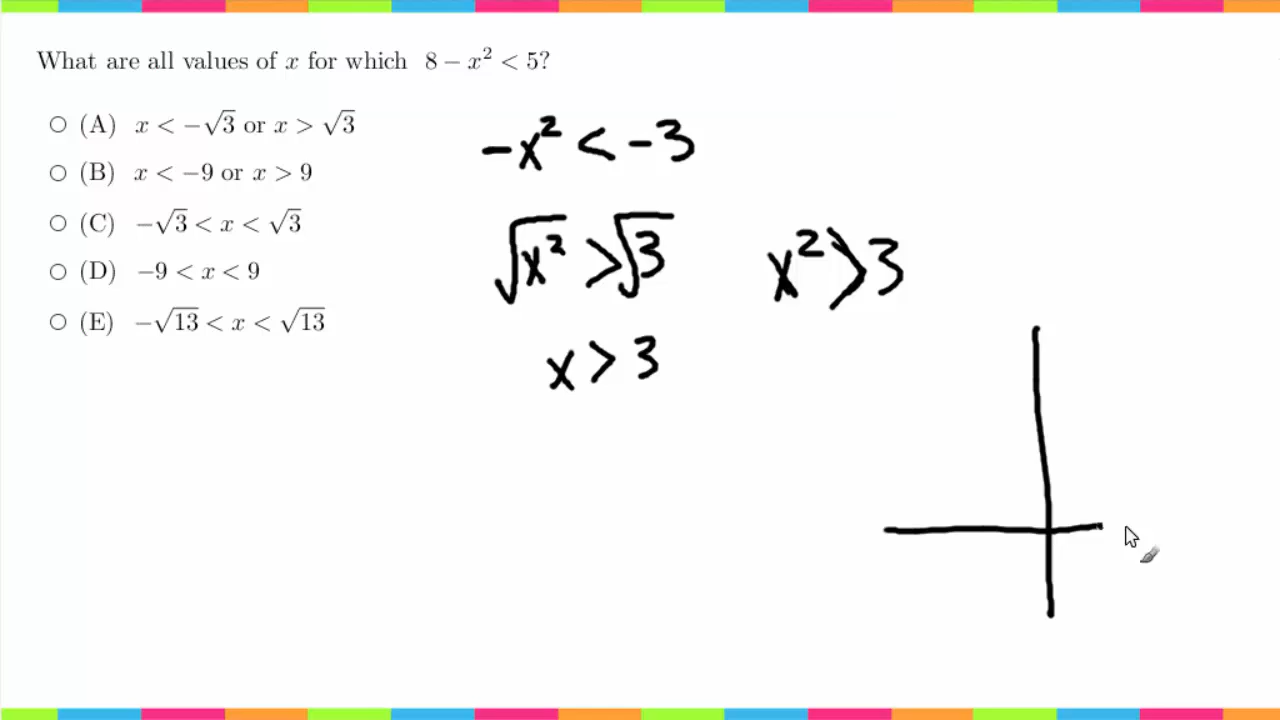 What are all values of x for which 8 − x² < 5?
(A) x < −√3 or x > √3
(B) x < −9 or x > 9
(C) −√3 < x < √3
(D) −9 < x < 9
(E) −√13 < x < √13
-x² < -3
√x² > √3
x² > 3
x > 3